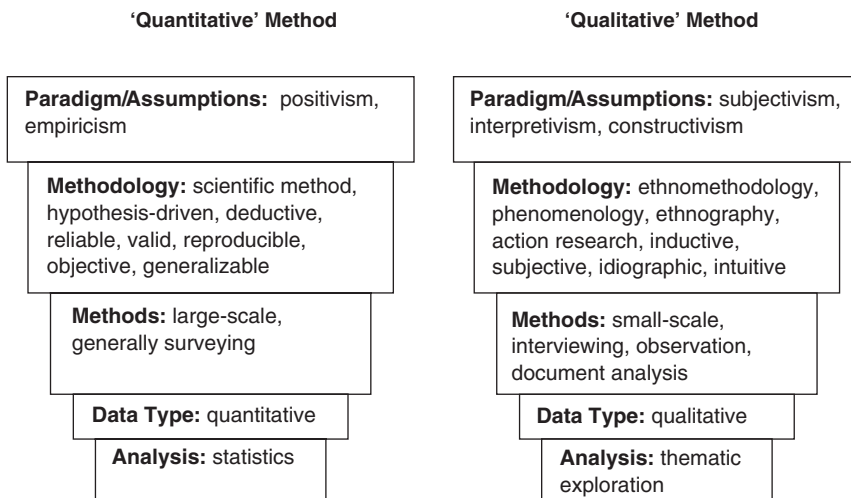 ‘Quantitative’ Method
Paradigm/Assumptions: positivism,
empiricism
Methodology: scientific method,
hypothesis-driven, deductive,
reliable, valid, reproducible,
objective, generalizable
Methods: large-scale,
generally surveying
Data Type: quantitative
Analysis: statistics
‘Qualitative’ Method
Paradigm/Assumptions: subjectivism,
interpretivism, constructivism
Methodology: ethnomethodology,
phenomenology, ethnography,
action research, inductive,
subjective, idiographic, intuitive
Methods: small-scale,
interviewing, observation,
document analysis
Data Type: qualitative
Analysis: thematic
exploration